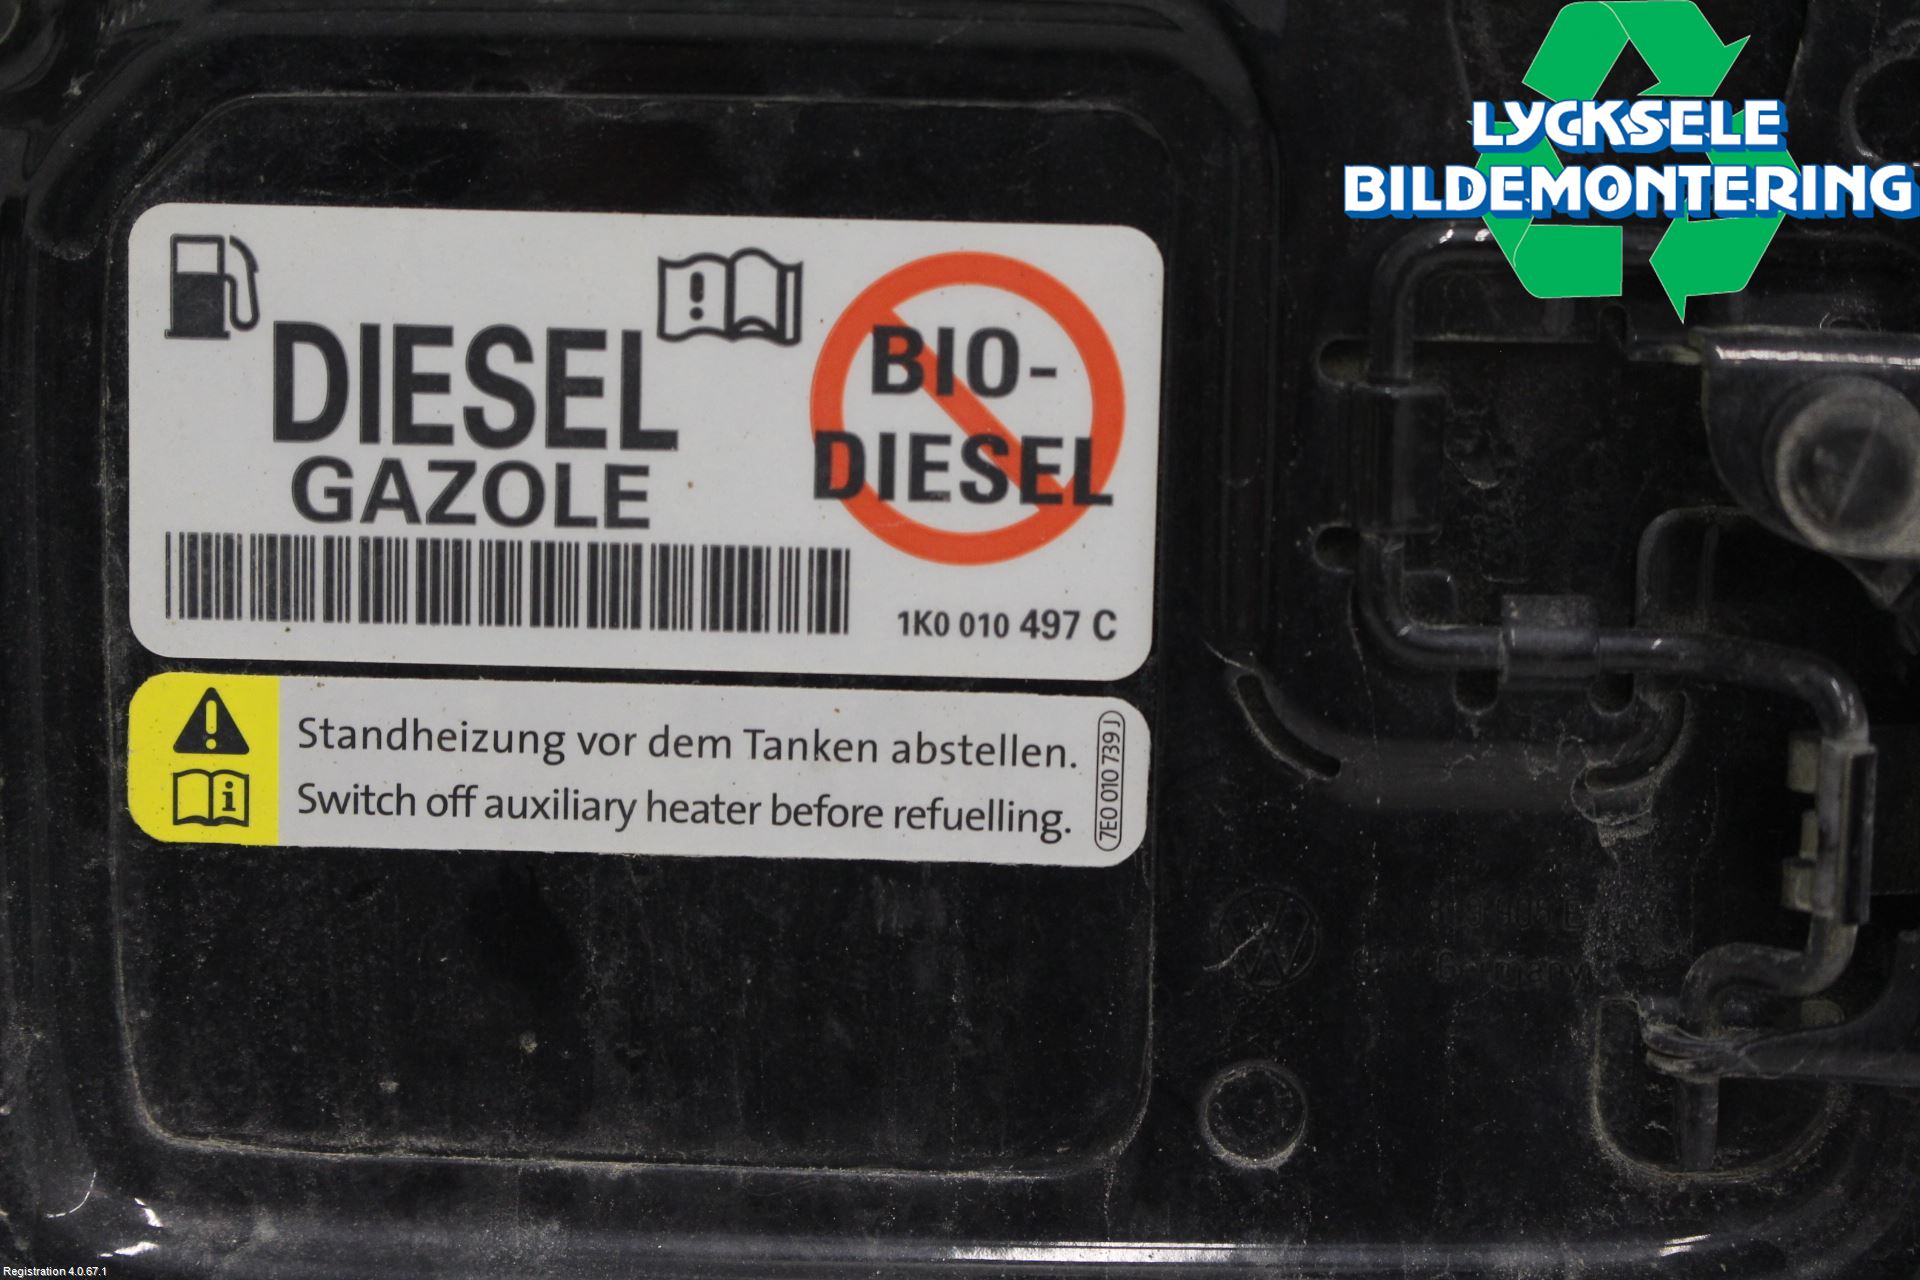 LYCKSELE
BILDEMONTERING
DIESEL
GAZOLE
BIO-
DIESEL
1K0 010 497 C
Standheizung vor dem Tanken abstellen.
Switch off auxiliary heater before refuelling.
7E0 010 739 J
Germany
Registration 4.0.67.1